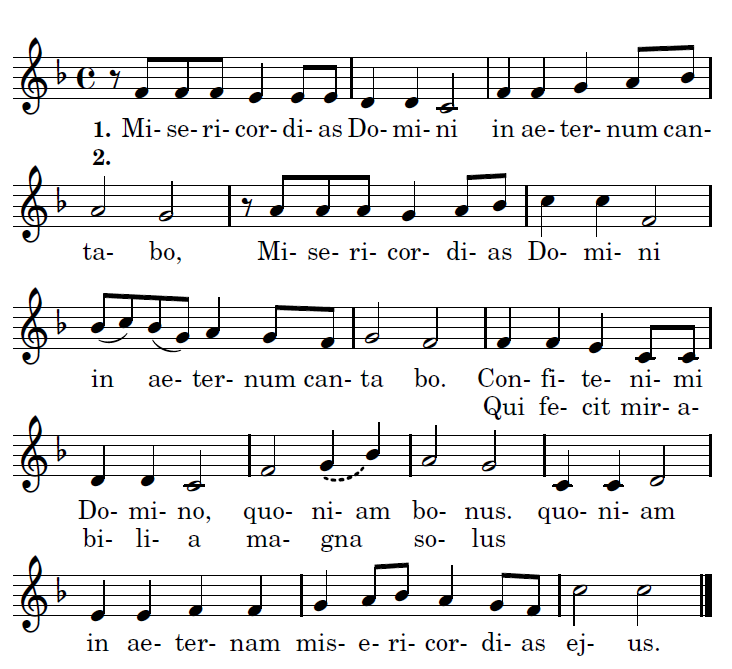 1. Mi- se- ri- cor- di- as Do- mi- ni in ae- ter- num can-
2.
ta- bo, Mi- se- ri- cor- di- as Do- mi- ni
in ae- ter- num can- ta bo. Con- fi- te- ni- mi
Qui fe- cit mir- a-
Do- mi- no, quo- ni- am bo- nus. quo- ni- am
bi- li- a ma- gna so- lus
in ae- ter- nam mis- e- ri- cor- di- as ej- us.